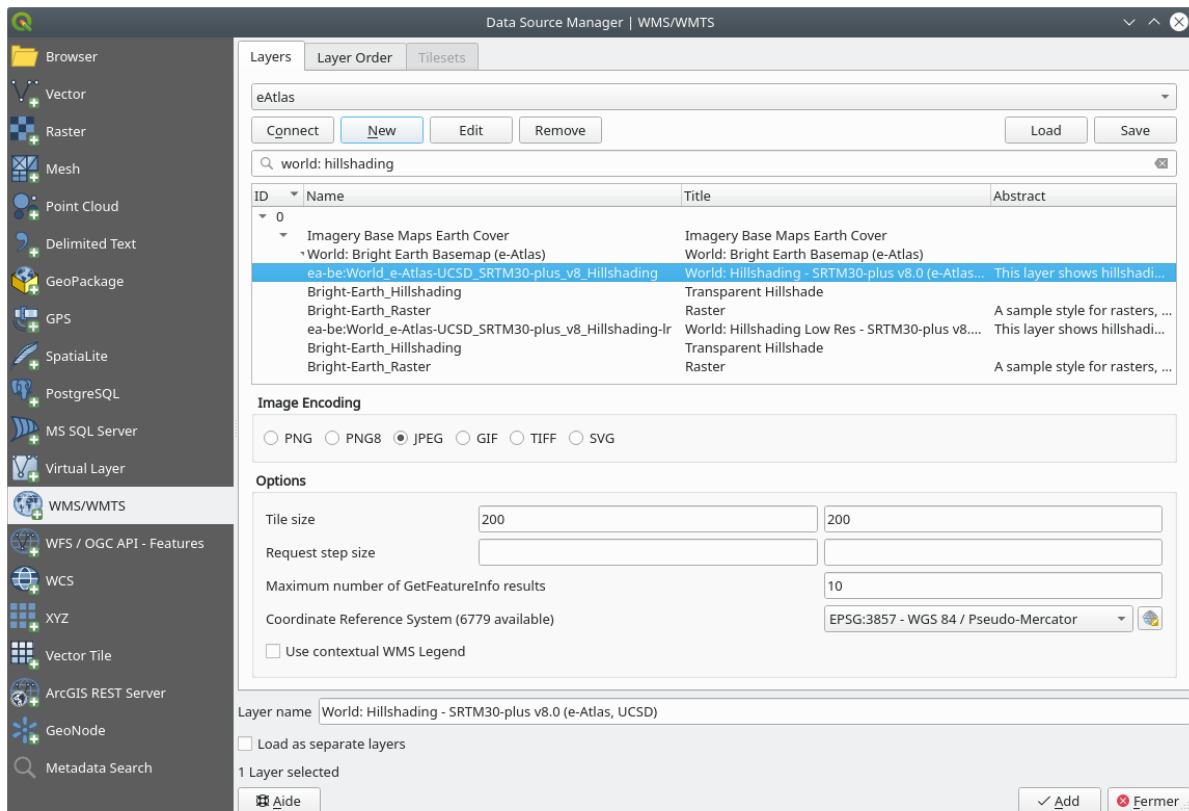 Data Source Manager | WMS/WMTS
Browser
Vector
Raster
Mesh
Point Cloud
Delimited Text
GeoPackage
GPS
SpatiaLite
PostgreSQL
MS SQL Server
Virtual Layer
WMS/WMTS
WFS / OGC API - Features
WCS
XYZ
Vector Tile
ArcGIS REST Server
GeoNode
Metadata Search
Layers Layer Order Tilesets
eAtlas
Connect New Edit Remove Load Save
world: hillshading
ID Name Title Abstract
0
Imagery Base Maps Earth Cover Imagery Base Maps Earth Cover
World: Bright Earth Basemap (e-Atlas) World: Bright Earth Basemap (e-Atlas)
ea-be:World_e-Atlas-UCSD_SRTM30-plus_v8_Hillshading World: Hillshading - SRTM30-plus v8.0 (e-Atlas... This layer shows hillshadi...
Bright-Earth_Hillshading Transparent Hillshade
Bright-Earth_Raster Raster A sample style for rasters, ...
ea-be:World_e-Atlas-UCSD_SRTM30-plus_v8_Hillshading-lr World: Hillshading Low Res - SRTM30-plus v8.... This layer shows hillshadi...
Bright-Earth_Hillshading Transparent Hillshade
Bright-Earth_Raster Raster A sample style for rasters, ...
Image Encoding
PNG PNG8 JPEG GIF TIFF SVG
Options
Tile size 200 200
Request step size
Maximum number of GetFeatureInfo results 10
Coordinate Reference System (6779 available) EPSG:3857 - WGS 84 / Pseudo-Mercator
Use contextual WMS Legend
Layer name World: Hillshading - SRTM30-plus v8.0 (e-Atlas, UCSD)
Load as separate layers
1 Layer selected
Aide Add Fermer